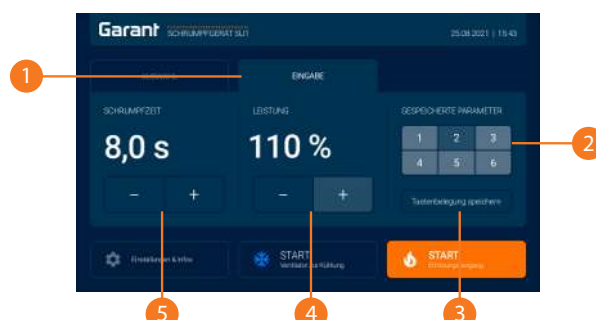 Garant SCHRUMPFGERÄT SU1
25.08.2021 | 15:43
1
EINGABE
SCHRUMPFZEIT
LEISTUNG
GESPEICHERTE PARAMETER
8,0 s
110 %
1 2 3
4 5 6
2
− +
− +
Tastenbelegung speichern
Einstellungen & Infos
START
Ventilator zur Kühlung
START
5
4
3